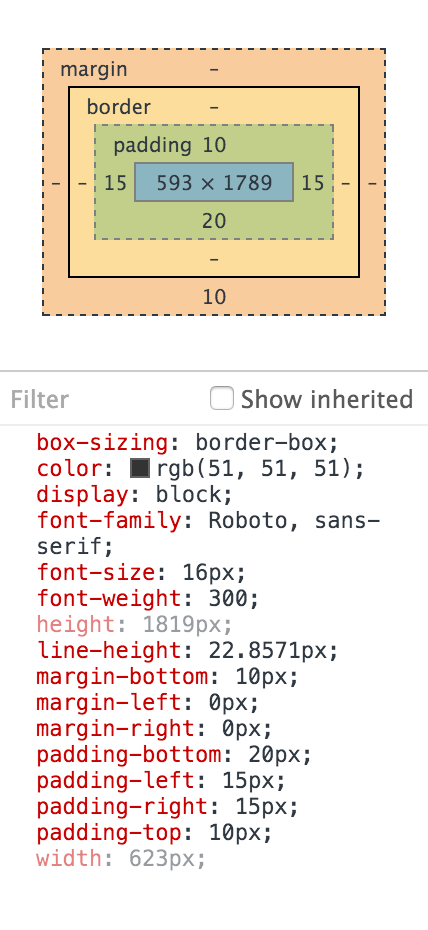 margin –
border –
padding 10
– – 15 593 × 1789 15 – –
20
–
10
Filter Show inherited
box-sizing: border-box;
color: rgb(51, 51, 51);
display: block;
font-family: Roboto, sans-
serif;
font-size: 16px;
font-weight: 300;
height: 1819px;
line-height: 22.8571px;
margin-bottom: 10px;
margin-left: 0px;
margin-right: 0px;
padding-bottom: 20px;
padding-left: 15px;
padding-right: 15px;
padding-top: 10px;
width: 623px;